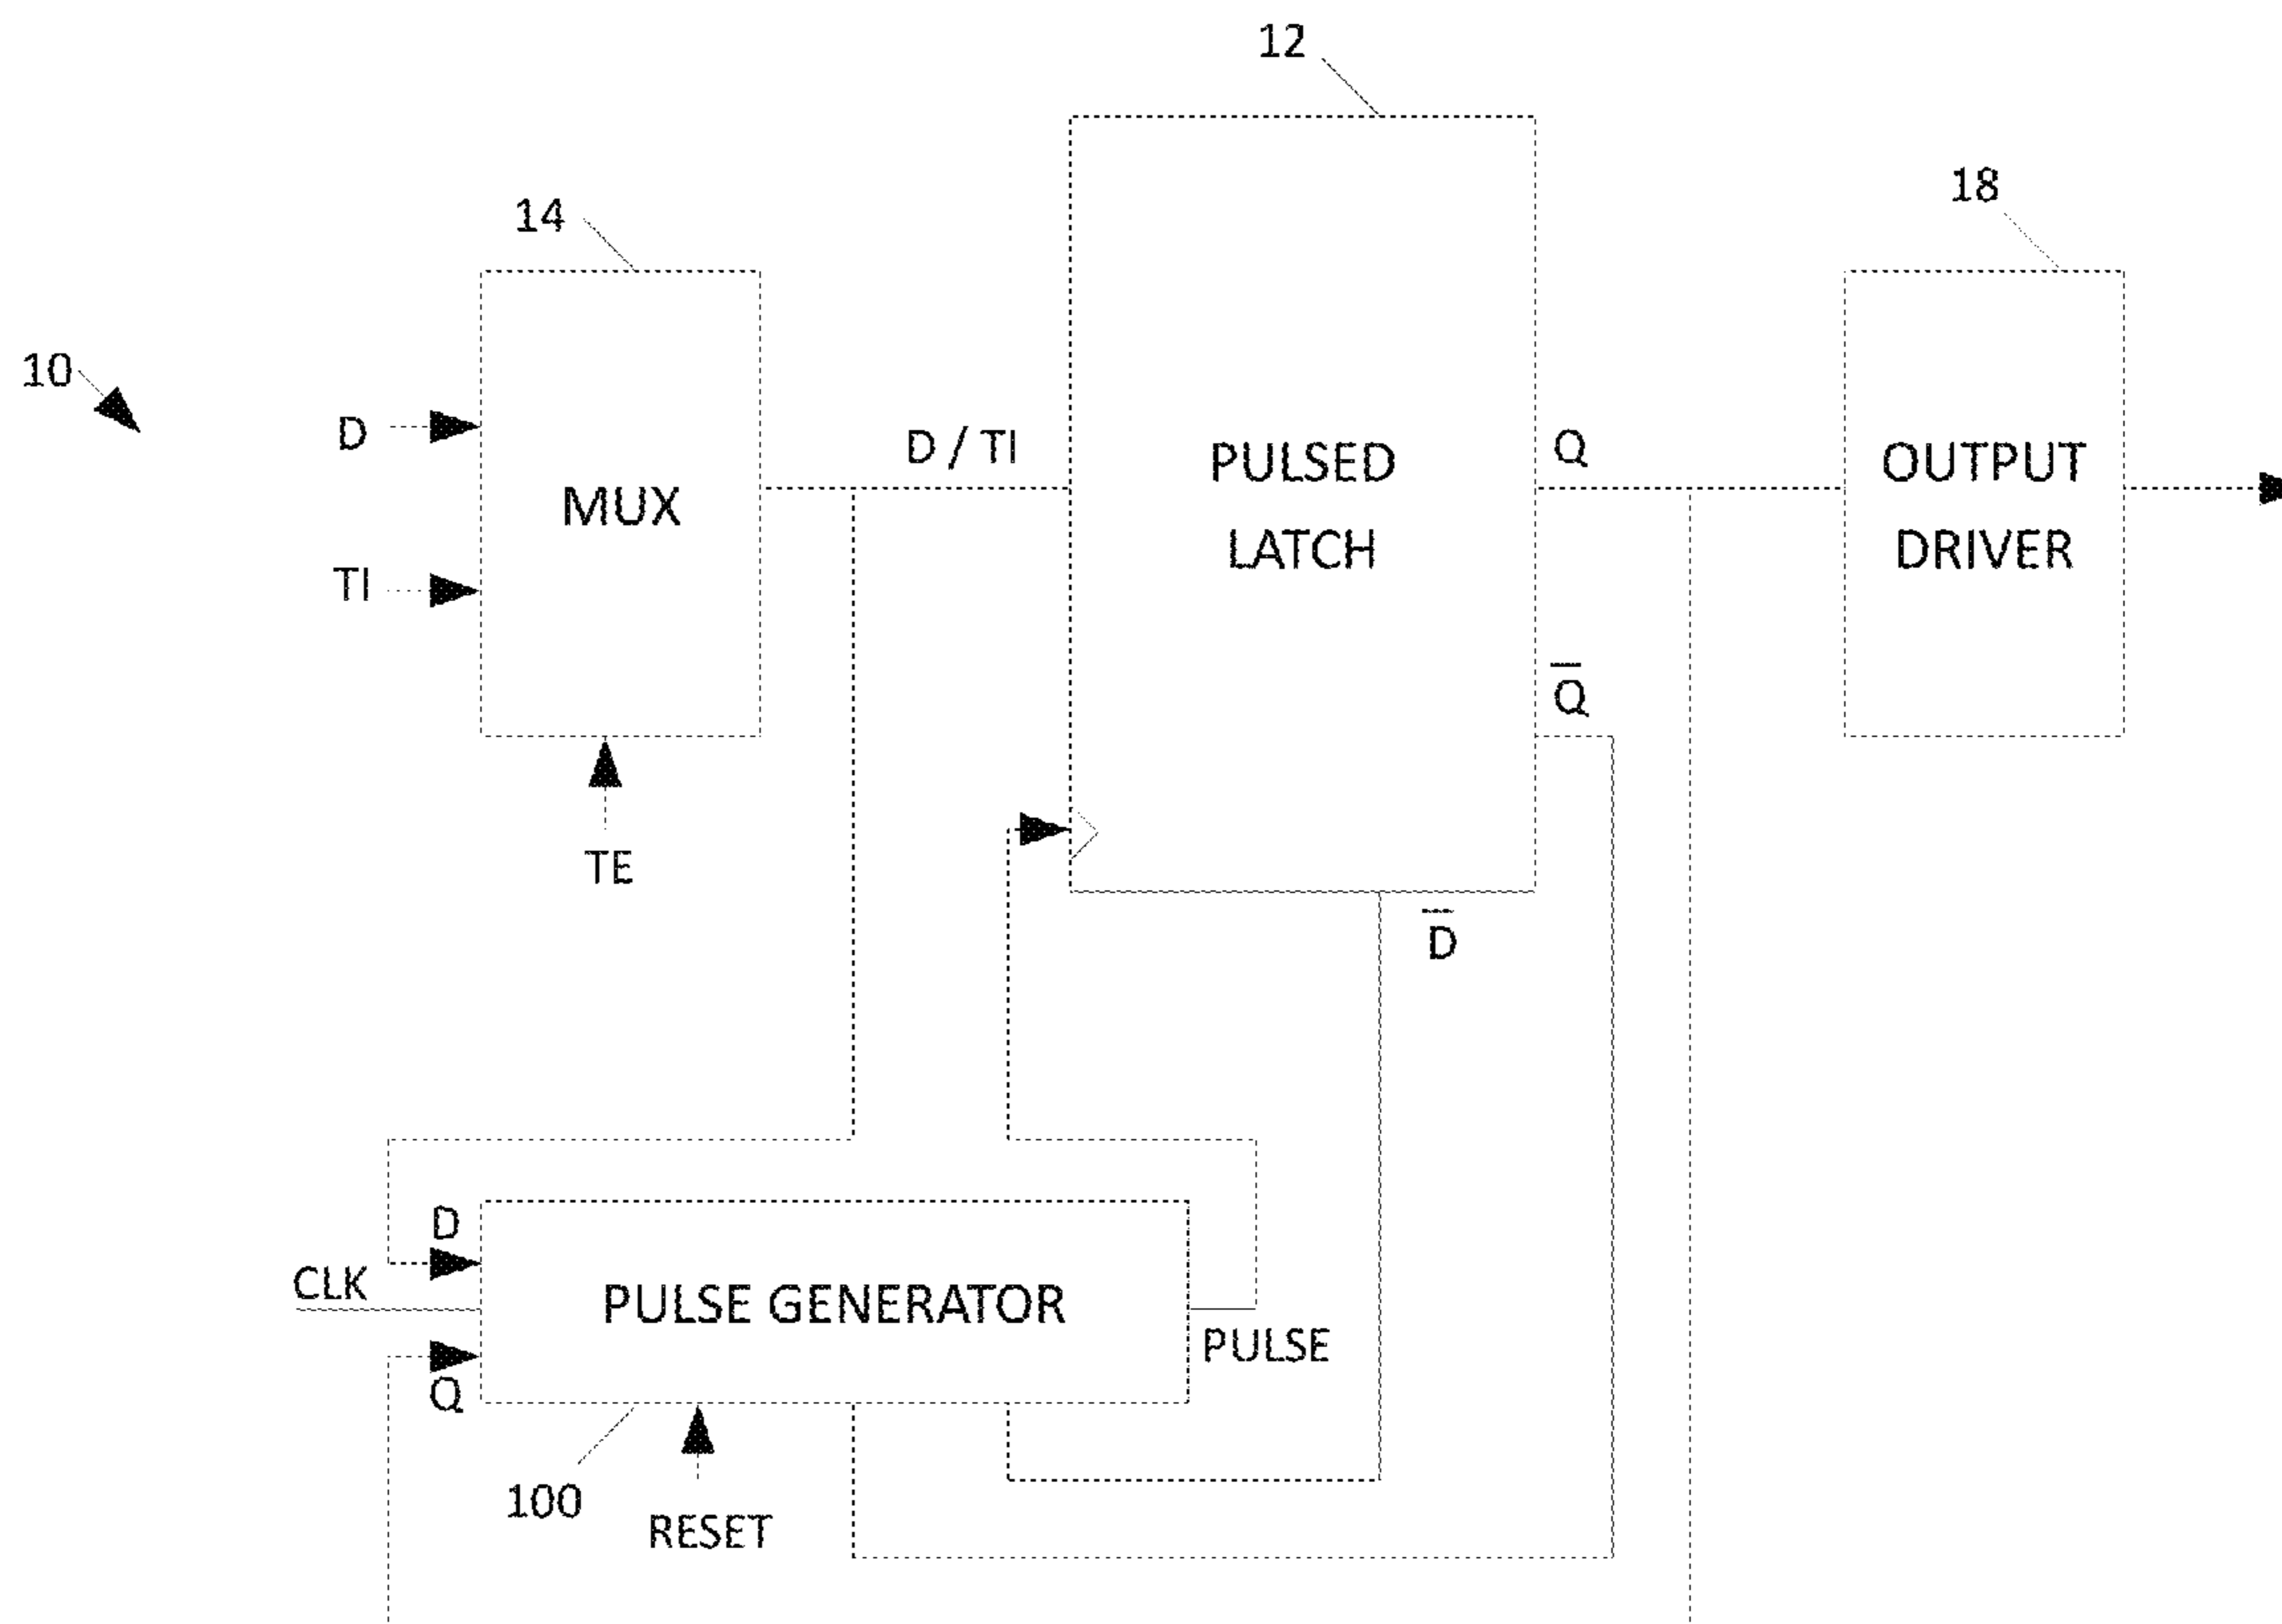 12
18
14
10
D
D / TI
PULSED
LATCH
Q
OUTPUT
DRIVER
MUX
TI
Q̅
TE
D̅
D
CLK
PULSE GENERATOR
PULSE
Q
100
RESET